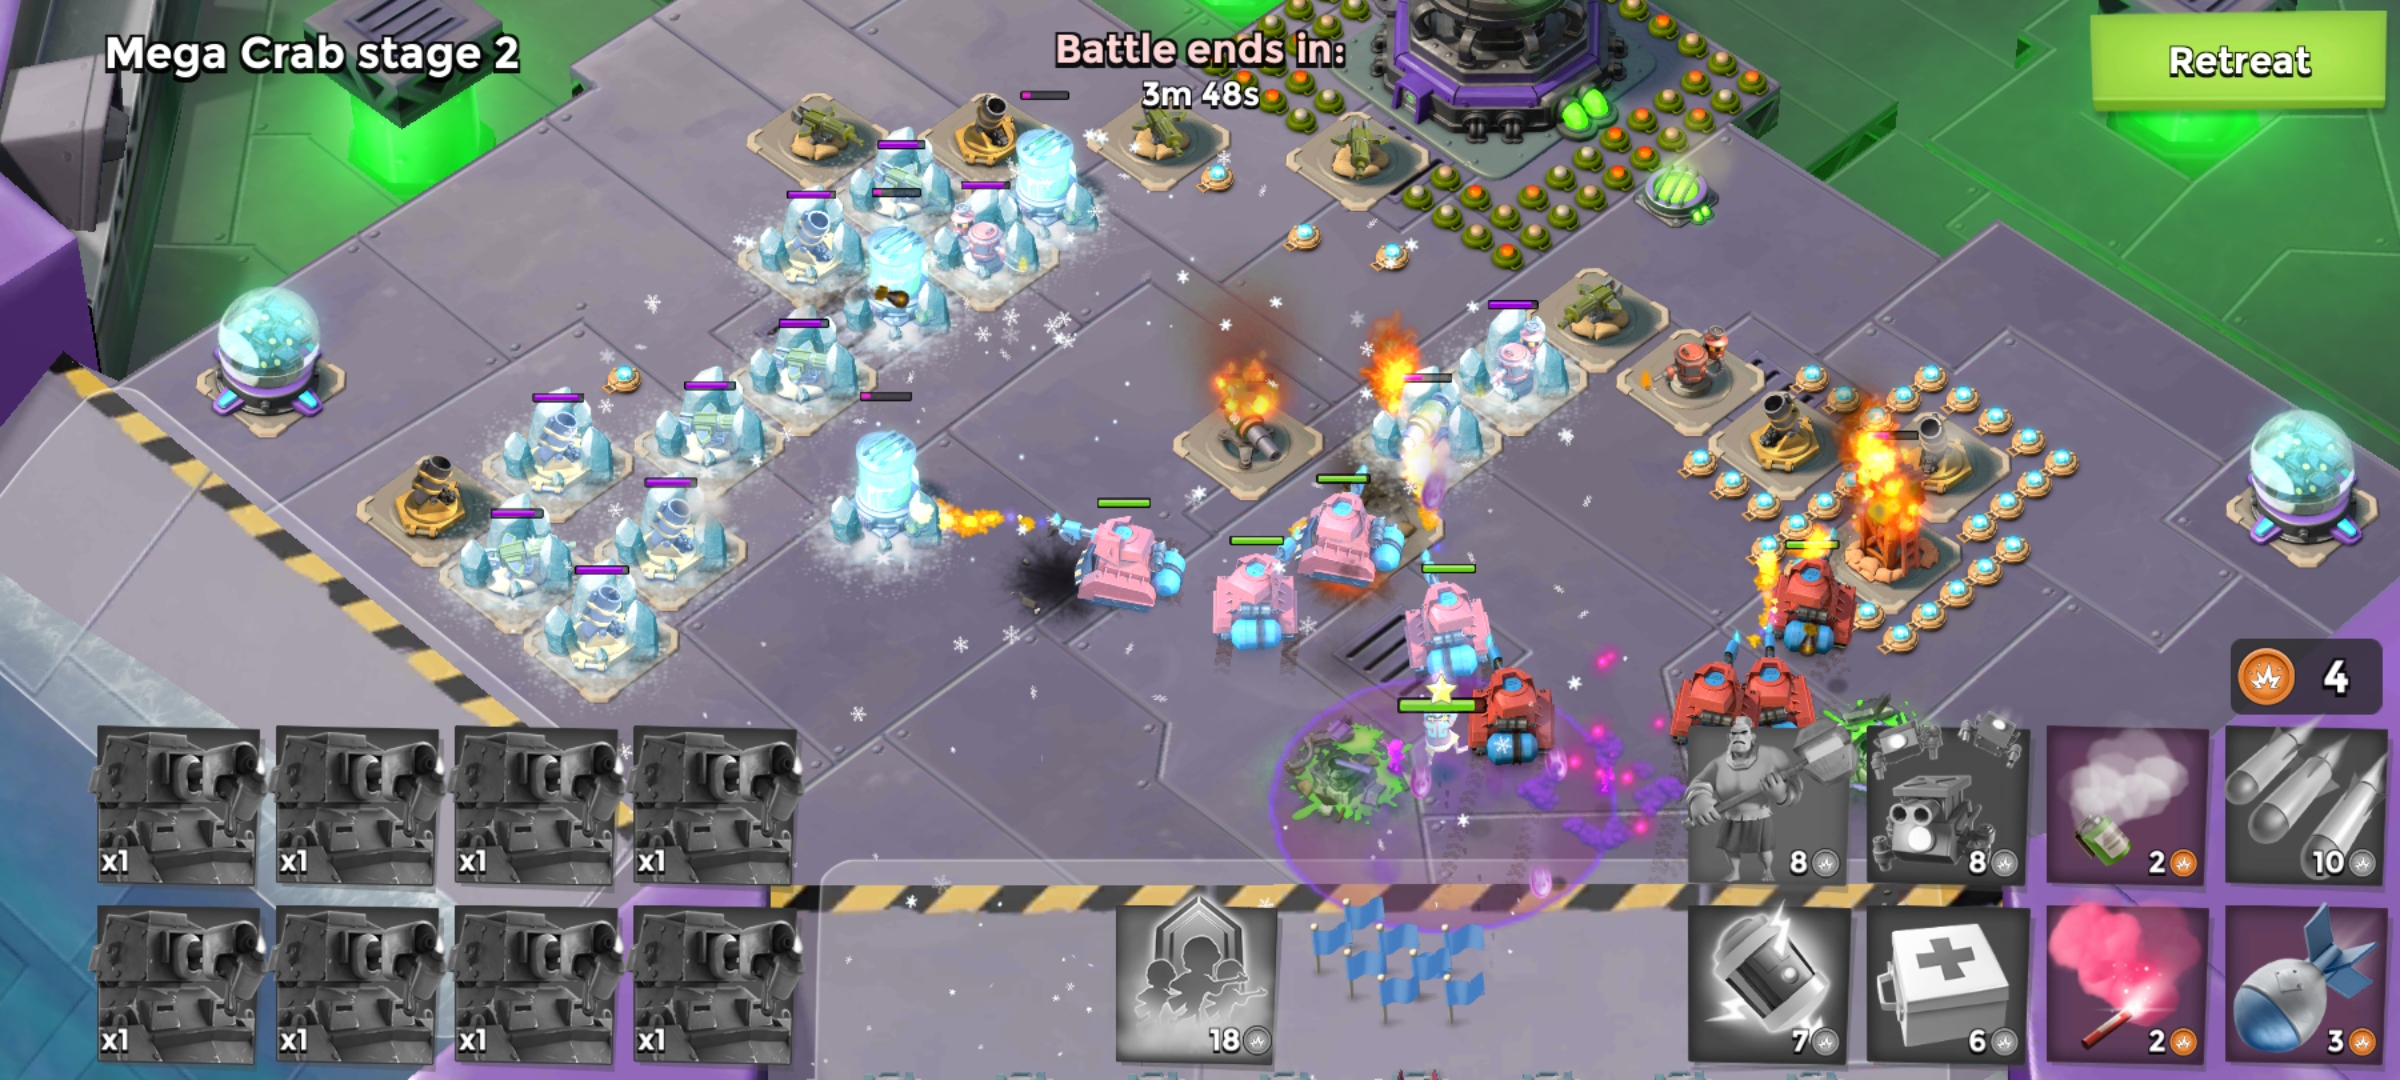 Mega Crab stage 2
Battle ends in:
3m 48s
Retreat
4
x1
x1
x1
x1
8
8
2
10
x1
x1
x1
x1
18
7
6
2
3